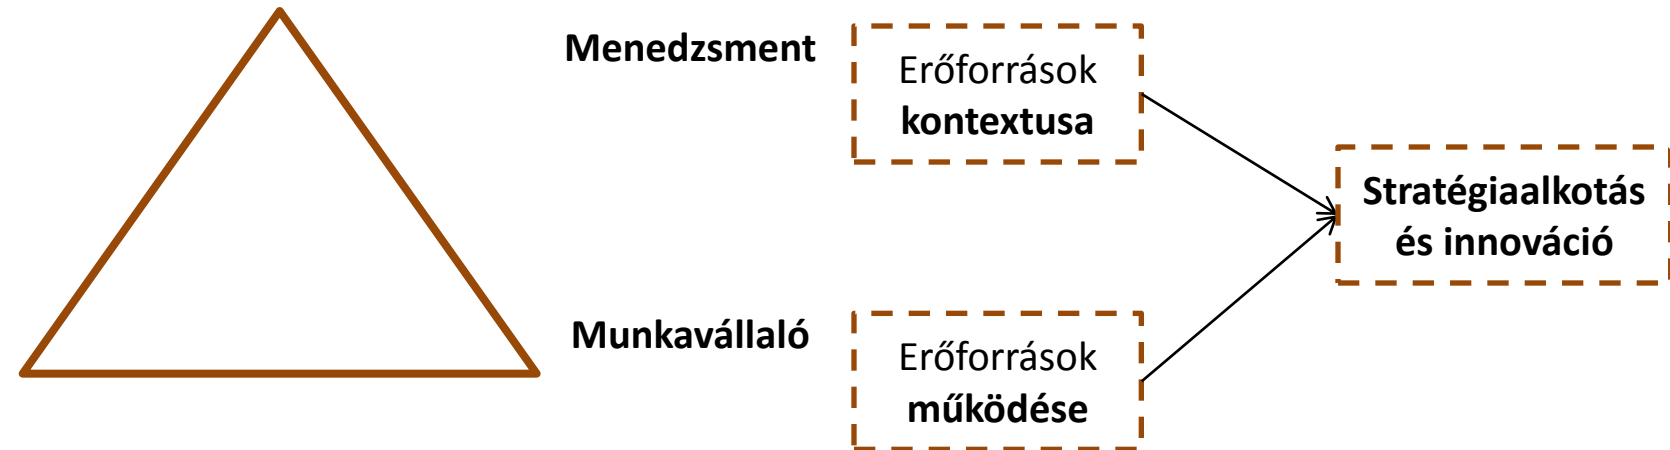 Menedzsment
Erőforrások
kontextusa
Stratégiaalkotás
és innováció
Munkavállaló
Erőforrások
működése